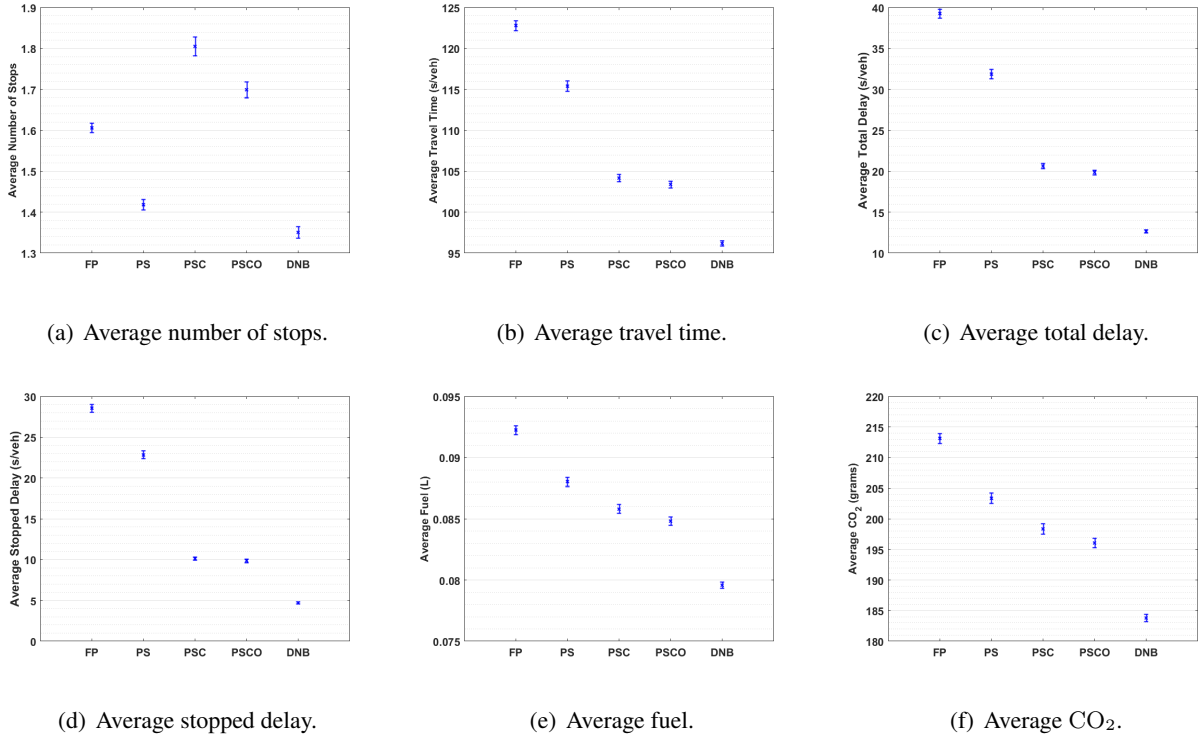 Average Number of Stops
1.9
1.8
1.7
1.6
1.5
1.4
1.3
FP PS PSC PSCO DNB
(a) Average number of stops.
Average Travel Time (s/veh)
125
120
115
110
105
100
95
FP PS PSC PSCO DNB
(b) Average travel time.
Average Total Delay (s/veh)
40
35
30
25
20
15
10
FP PS PSC PSCO DNB
(c) Average total delay.
Average Stopped Delay (s/veh)
30
25
20
15
10
5
0
FP PS PSC PSCO DNB
(d) Average stopped delay.
Average Fuel (L)
0.095
0.09
0.085
0.08
0.075
FP PS PSC PSCO DNB
(e) Average fuel.
Average CO₂ (grams)
220
215
210
205
200
195
190
185
180
FP PS PSC PSCO DNB
(f) Average CO₂.